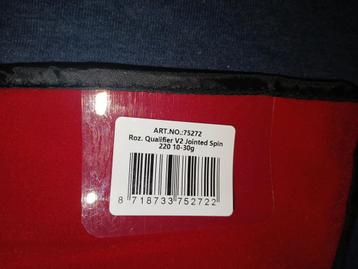 ART.NO.:75272
Roz. Qualifier V2 Jointed Spin
220 10-30g
8 718733 752722